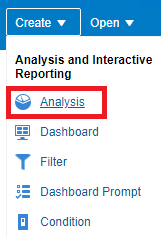 Create Open
Analysis and Interactive
Reporting
Analysis
Dashboard
Filter
Dashboard Prompt
Condition